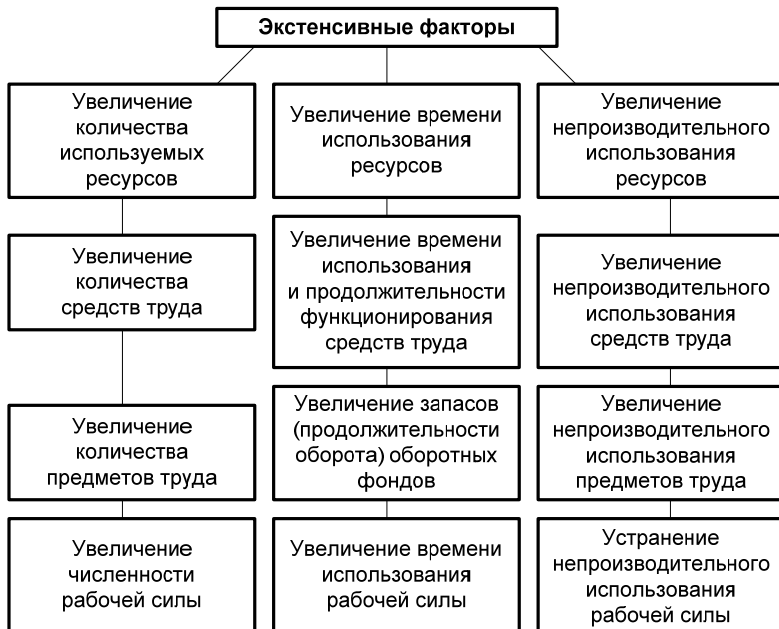 Экстенсивные факторы
Увеличение
количества
используемых
ресурсов
Увеличение времени
использования
ресурсов
Увеличение
непроизводительного
использования
ресурсов
Увеличение
количества
средств труда
Увеличение времени
использования
и продолжительности
функционирования
средств труда
Увеличение
непроизводительного
использования
средств труда
Увеличение
количества
предметов труда
Увеличение запасов
(продолжительности
оборота) оборотных
фондов
Увеличение
непроизводительного
использования
предметов труда
Увеличение
численности
рабочей силы
Увеличение времени
использования
рабочей силы
Устранение
непроизводительного
использования
рабочей силы